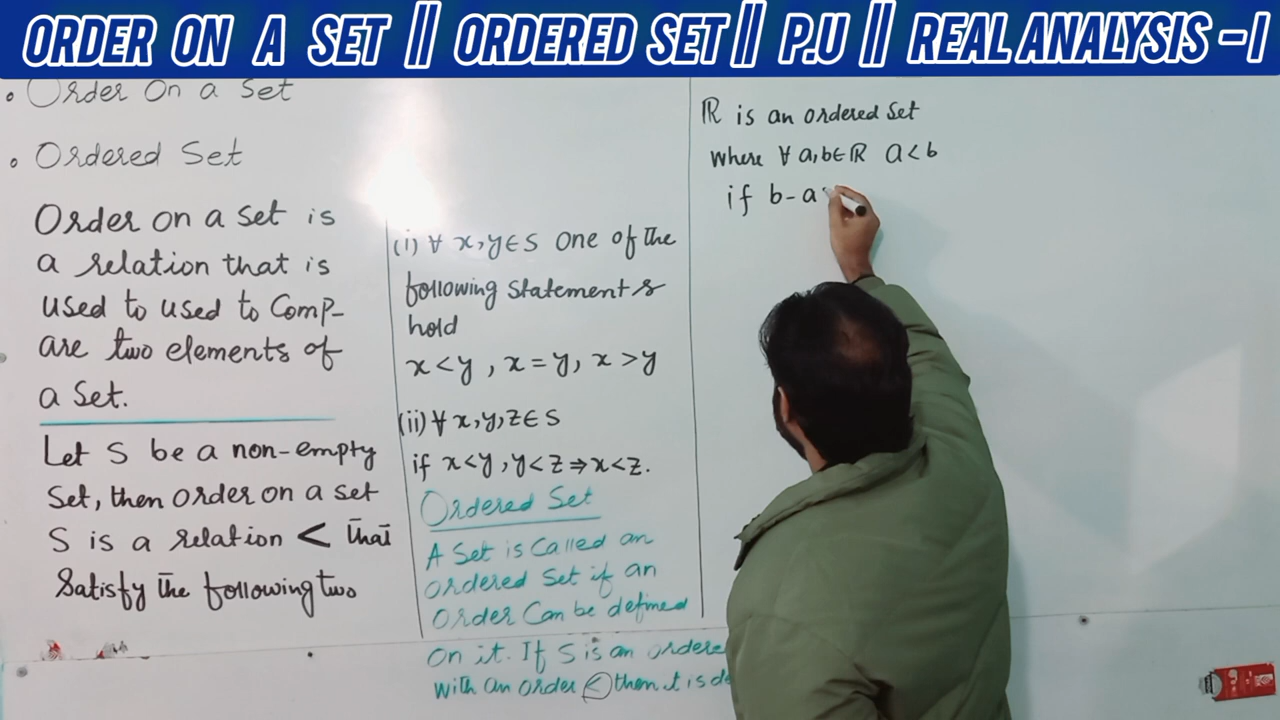 ORDER ON A SET || ORDERED SET || P.U || REAL ANALYSIS -I
• Order On a Set
• Ordered Set
Order on a set is
a relation that is
used to used to Comp-
are two elements of
a Set.
Let S be a non-empty
Set, then order on a set
S is a relation < that
Satisfy the following two
(i) ∀ x,y∈S One of the
following Statements
hold
x<y, x=y, x>y
(ii) ∀ x,y,z∈S
if x<y, y<z ⇒ x<z.
Ordered Set
A Set is Called an
Ordered Set if an
Order Can be defined
On it. If S is an ordere
with an order < then it is de
ℝ is an ordered Set
where ∀ a,b∈ℝ a<b
if b-a